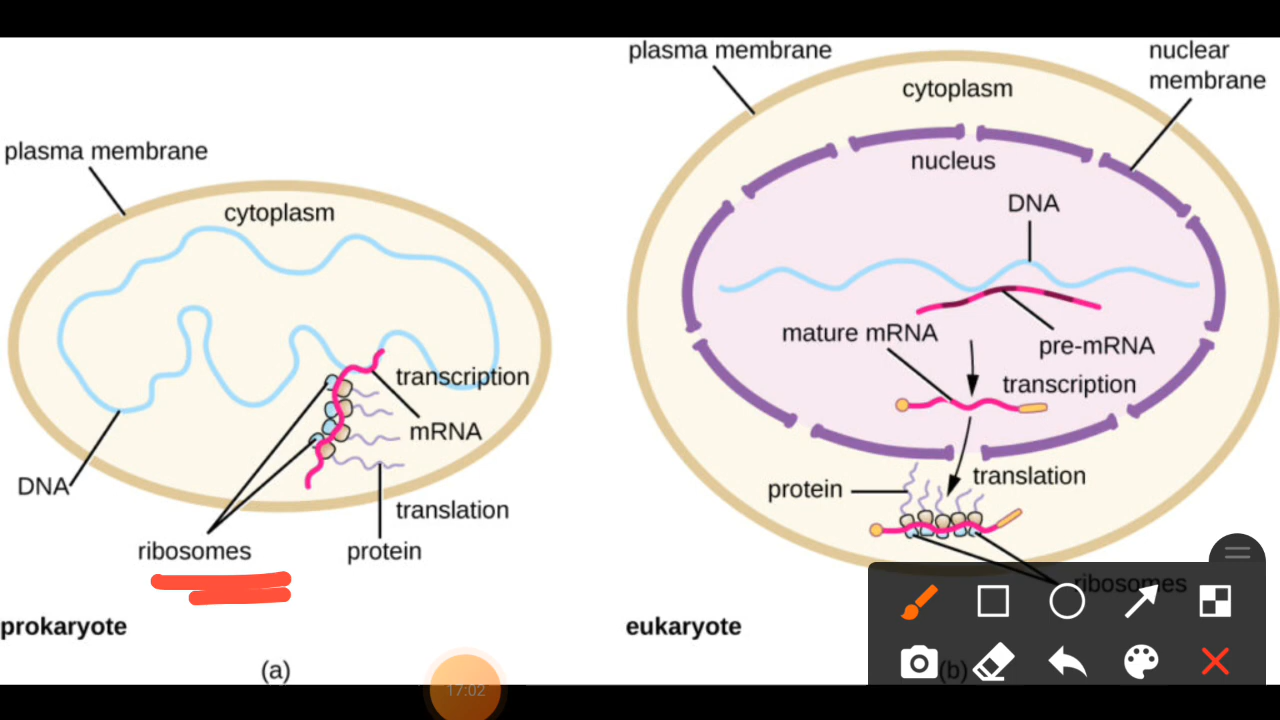 plasma membrane
cytoplasm
transcription
mRNA
DNA
translation
ribosomes
protein
prokaryote
(a)
17:02
plasma membrane
nuclear
membrane
cytoplasm
nucleus
DNA
mature mRNA
pre-mRNA
transcription
translation
protein
ribosomes
eukaryote
(b)